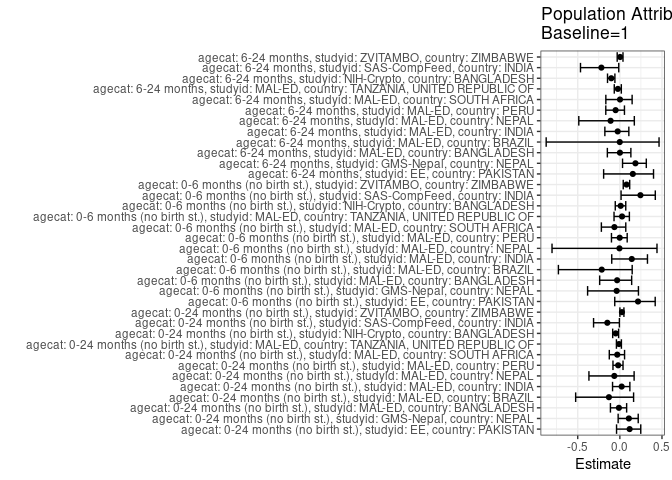 Population Attrib
Baseline=1
agecat: 6-24 months, studyid: ZVITAMBO, country: ZIMBABWE
agecat: 6-24 months, studyid: SAS-CompFeed, country: INDIA
agecat: 6-24 months, studyid: NIH-Crypto, country: BANGLADESH
agecat: 6-24 months, studyid: MAL-ED, country: TANZANIA, UNITED REPUBLIC OF
agecat: 6-24 months, studyid: MAL-ED, country: SOUTH AFRICA
agecat: 6-24 months, studyid: MAL-ED, country: PERU
agecat: 6-24 months, studyid: MAL-ED, country: NEPAL
agecat: 6-24 months, studyid: MAL-ED, country: INDIA
agecat: 6-24 months, studyid: MAL-ED, country: BRAZIL
agecat: 6-24 months, studyid: MAL-ED, country: BANGLADESH
agecat: 6-24 months, studyid: GMS-Nepal, country: NEPAL
agecat: 6-24 months, studyid: EE, country: PAKISTAN
agecat: 0-6 months (no birth st.), studyid: ZVITAMBO, country: ZIMBABWE
agecat: 0-6 months (no birth st.), studyid: SAS-CompFeed, country: INDIA
agecat: 0-6 months (no birth st.), studyid: NIH-Crypto, country: BANGLADESH
agecat: 0-6 months (no birth st.), studyid: MAL-ED, country: TANZANIA, UNITED REPUBLIC OF
agecat: 0-6 months (no birth st.), studyid: MAL-ED, country: SOUTH AFRICA
agecat: 0-6 months (no birth st.), studyid: MAL-ED, country: PERU
agecat: 0-6 months (no birth st.), studyid: MAL-ED, country: NEPAL
agecat: 0-6 months (no birth st.), studyid: MAL-ED, country: INDIA
agecat: 0-6 months (no birth st.), studyid: MAL-ED, country: BRAZIL
agecat: 0-6 months (no birth st.), studyid: MAL-ED, country: BANGLADESH
agecat: 0-6 months (no birth st.), studyid: GMS-Nepal, country: NEPAL
agecat: 0-6 months (no birth st.), studyid: EE, country: PAKISTAN
agecat: 0-24 months (no birth st.), studyid: ZVITAMBO, country: ZIMBABWE
agecat: 0-24 months (no birth st.), studyid: SAS-CompFeed, country: INDIA
agecat: 0-24 months (no birth st.), studyid: NIH-Crypto, country: BANGLADESH
agecat: 0-24 months (no birth st.), studyid: MAL-ED, country: TANZANIA, UNITED REPUBLIC OF
agecat: 0-24 months (no birth st.), studyid: MAL-ED, country: SOUTH AFRICA
agecat: 0-24 months (no birth st.), studyid: MAL-ED, country: PERU
agecat: 0-24 months (no birth st.), studyid: MAL-ED, country: NEPAL
agecat: 0-24 months (no birth st.), studyid: MAL-ED, country: INDIA
agecat: 0-24 months (no birth st.), studyid: MAL-ED, country: BRAZIL
agecat: 0-24 months (no birth st.), studyid: MAL-ED, country: BANGLADESH
agecat: 0-24 months (no birth st.), studyid: GMS-Nepal, country: NEPAL
agecat: 0-24 months (no birth st.), studyid: EE, country: PAKISTAN
-0.5 0.0 0.5
Estimate